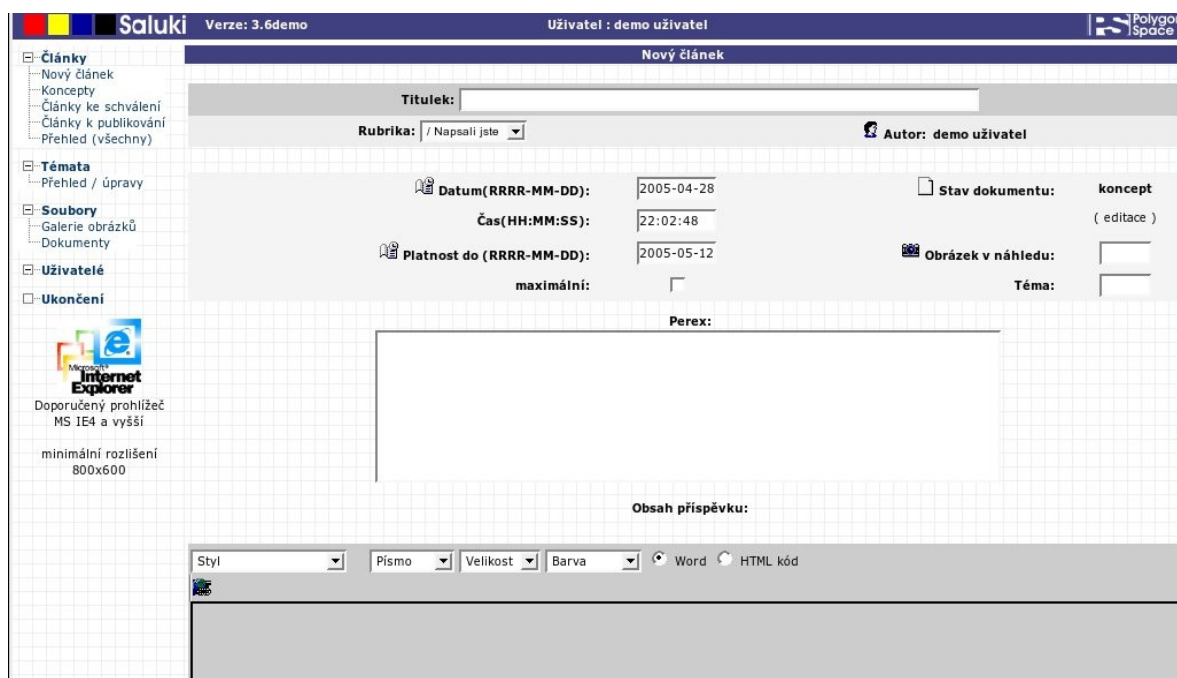 Saluki Verze: 3.6demo Uživatel : demo uživatel Polygon Space
Články
Nový článek
Koncepty
Články ke schválení
Články k publikování
Přehled (všechny)
Témata
Přehled / úpravy
Soubory
Galerie obrázků
Dokumenty
Uživatelé
Ukončení
Microsoft
Internet
Explorer
Doporučený prohlížeč
MS IE4 a vyšší
minimální rozlišení
800x600
Nový článek
Titulek:
Rubrika: / Napsali jste Autor: demo uživatel
Datum(RRRR-MM-DD): 2005-04-28 Stav dokumentu: koncept
Čas(HH:MM:SS): 22:02:48 ( editace )
Platnost do (RRRR-MM-DD): 2005-05-12 Obrázek v náhledu:
maximální: Téma:
Perex:
Obsah příspěvku:
Styl Písmo Velikost Barva Word HTML kód